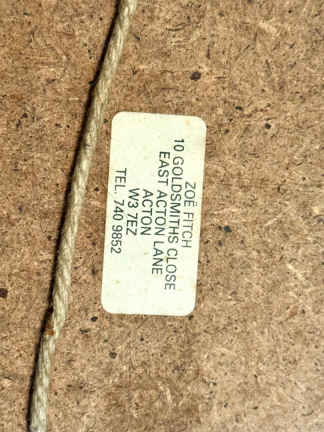 ZOË FITCH
10 GOLDSMITHS CLOSE
EAST ACTON LANE
ACTON
W3 7EZ
TEL. 740 9852